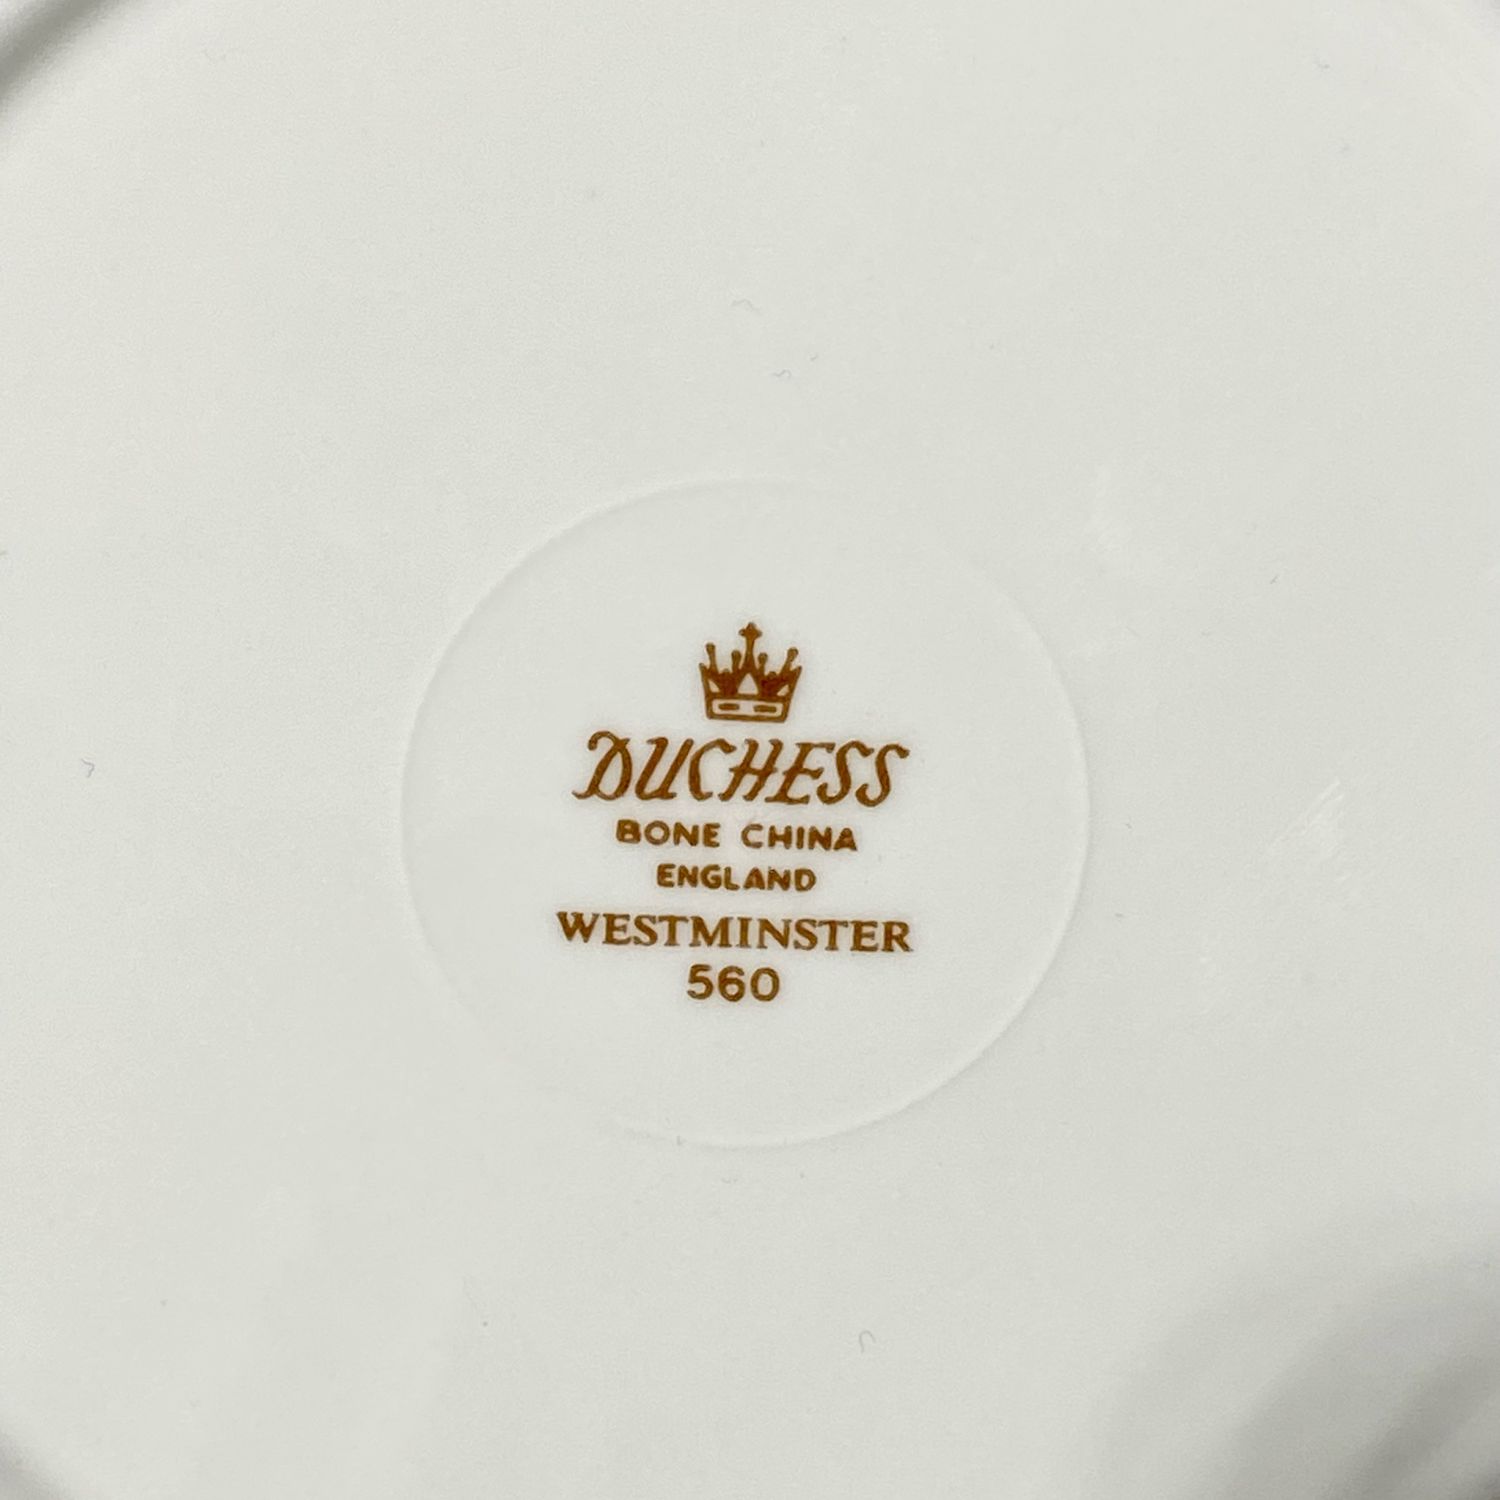 DUCHESS
BONE CHINA
ENGLAND
WESTMINSTER
560